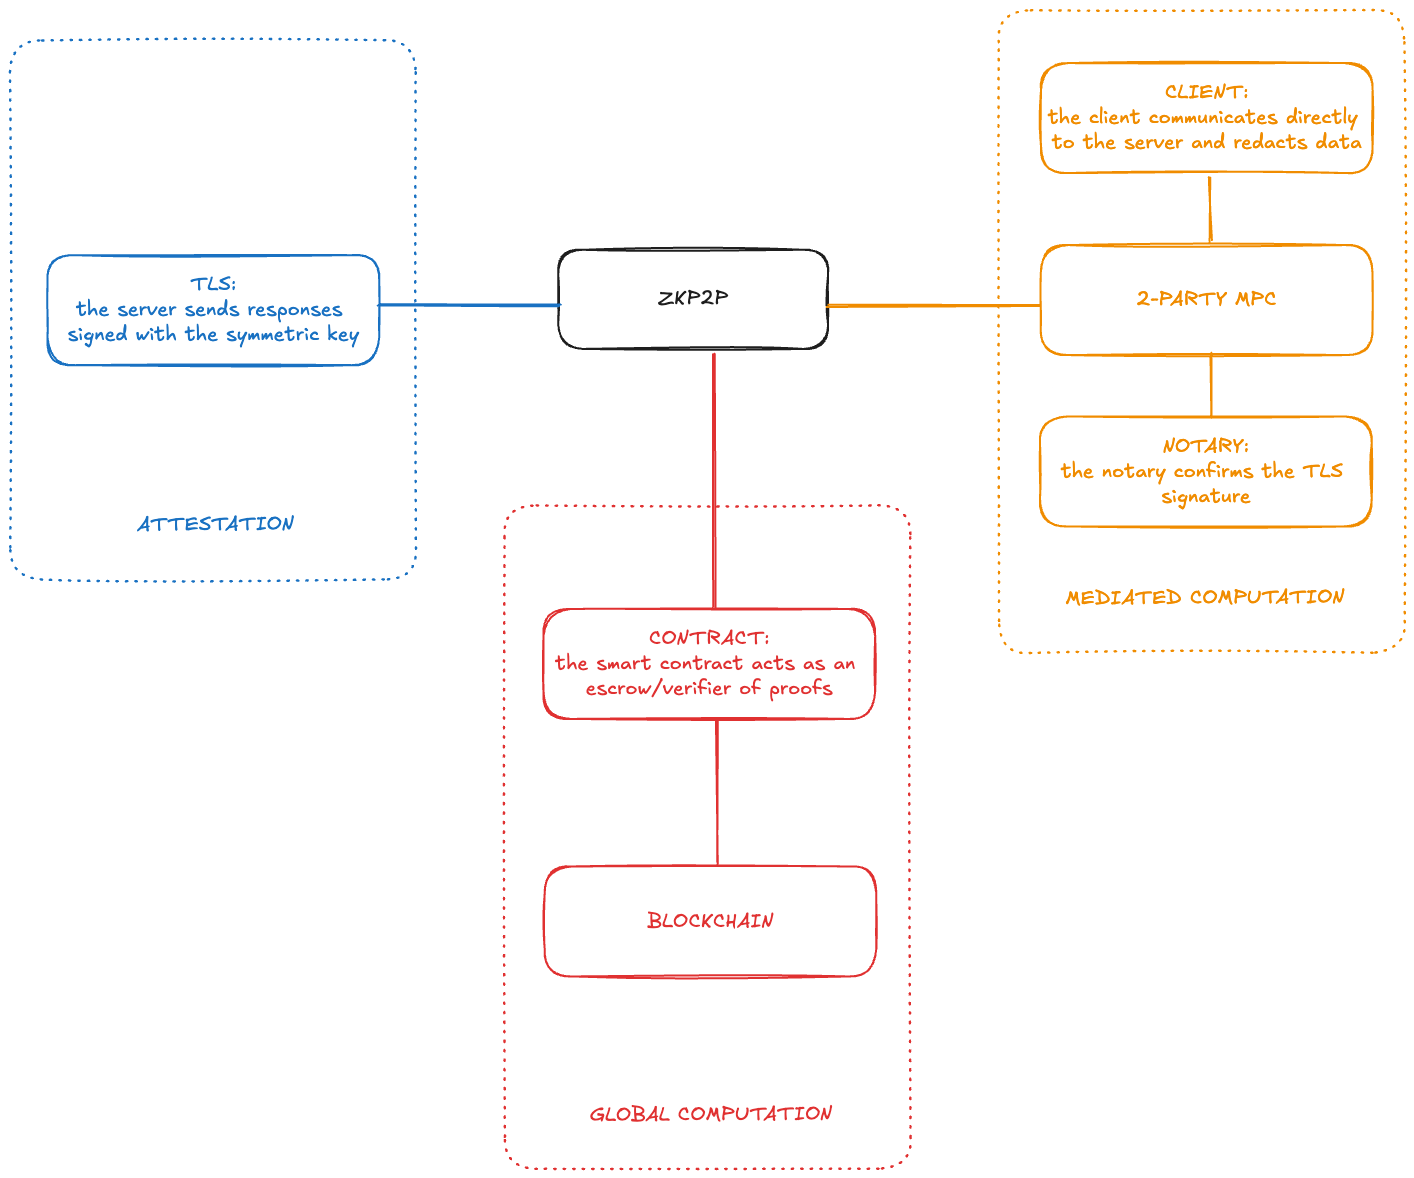 CLIENT:
the client communicates directly
to the server and redacts data
TLS:
the server sends responses
signed with the symmetric key
ZKP2P
2-PARTY MPC
NOTARY:
the notary confirms the TLS
signature
ATTESTATION
MEDIATED COMPUTATION
CONTRACT:
the smart contract acts as an
escrow/verifier of proofs
BLOCKCHAIN
GLOBAL COMPUTATION